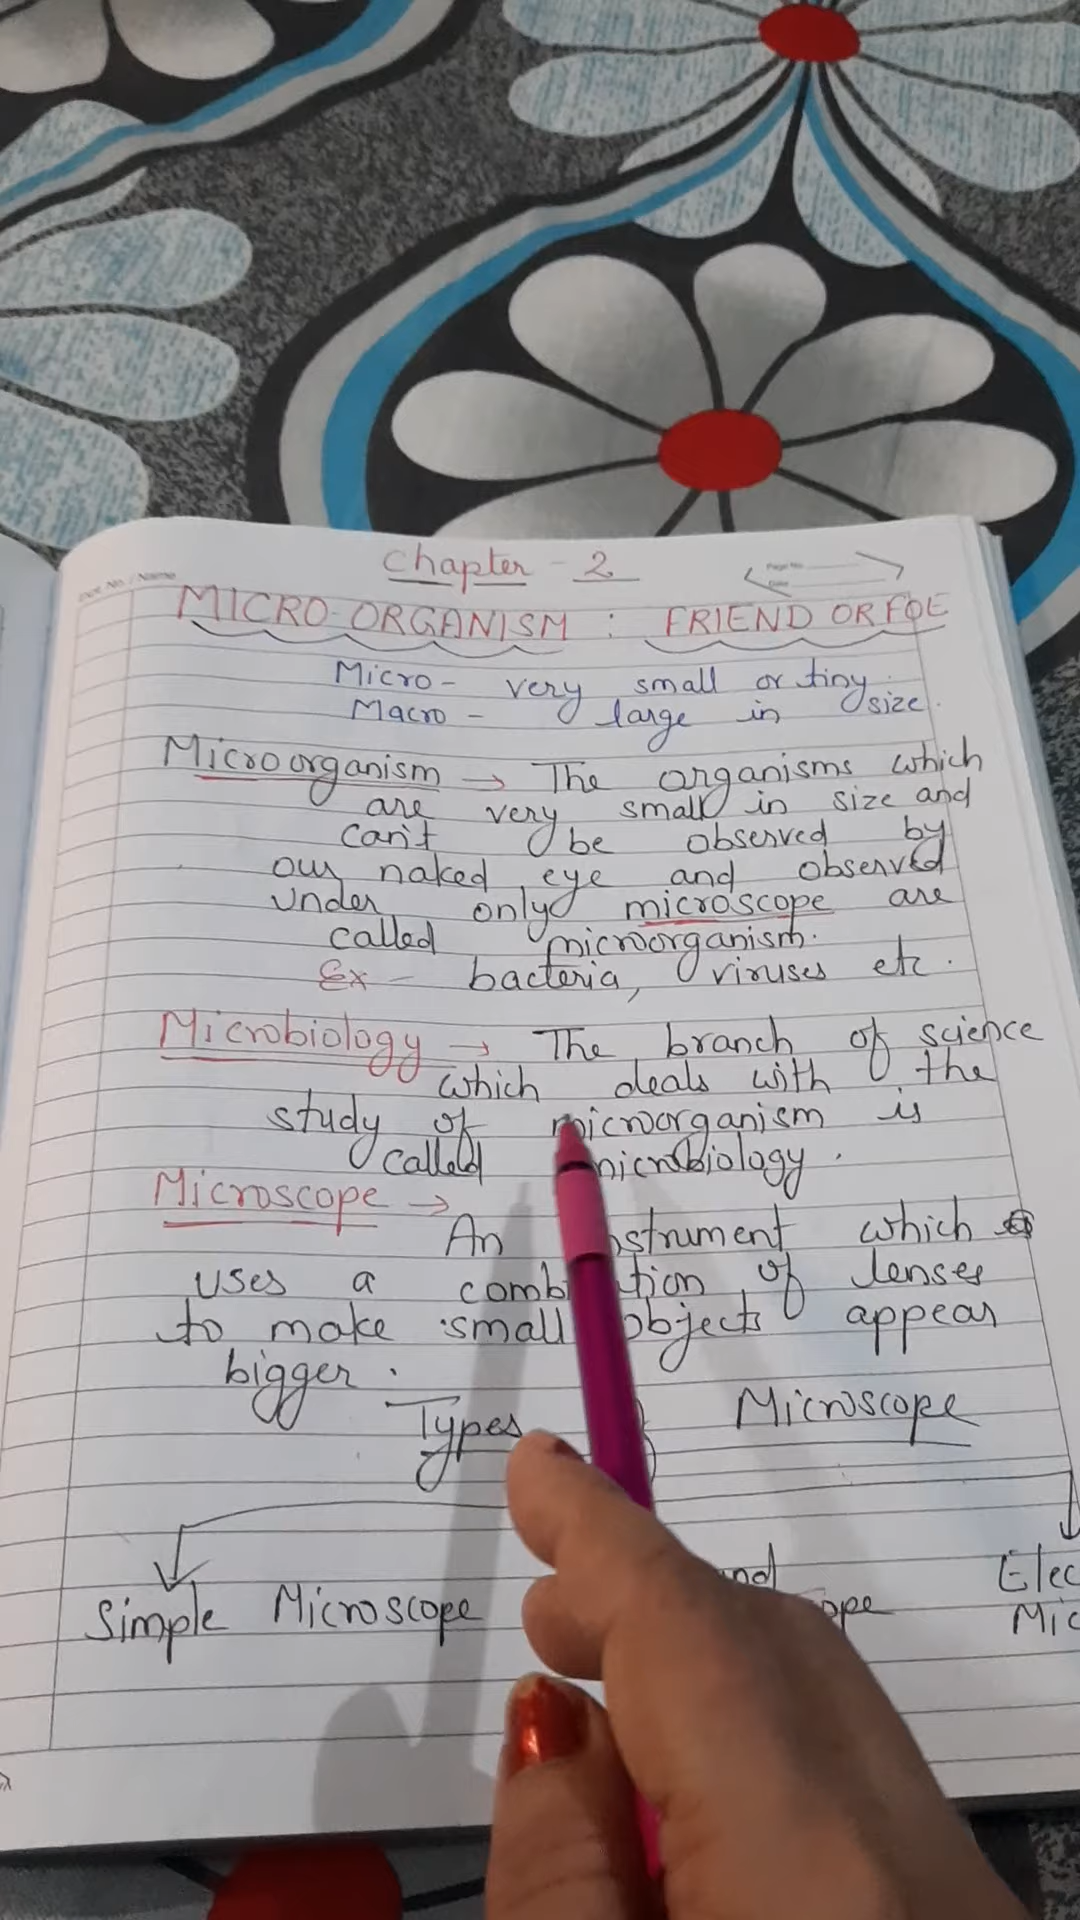 Chapter - 2
MICRO-ORGANISM : FRIEND OR FOE
Micro - very small or tiny
Macro - large in size.
Microorganism → The organisms which
are very small in size and
can't be observed by
our naked eye and observed
under only microscope are
called microorganism.
Ex - bacteria, viruses etc.
Microbiology → The branch of science
which deals with the
study of microorganism is
called microbiology.
Microscope →
An instrument which
uses a combination of lenses
to make small objects appear
bigger.
Types Microscope
Simple Microscope